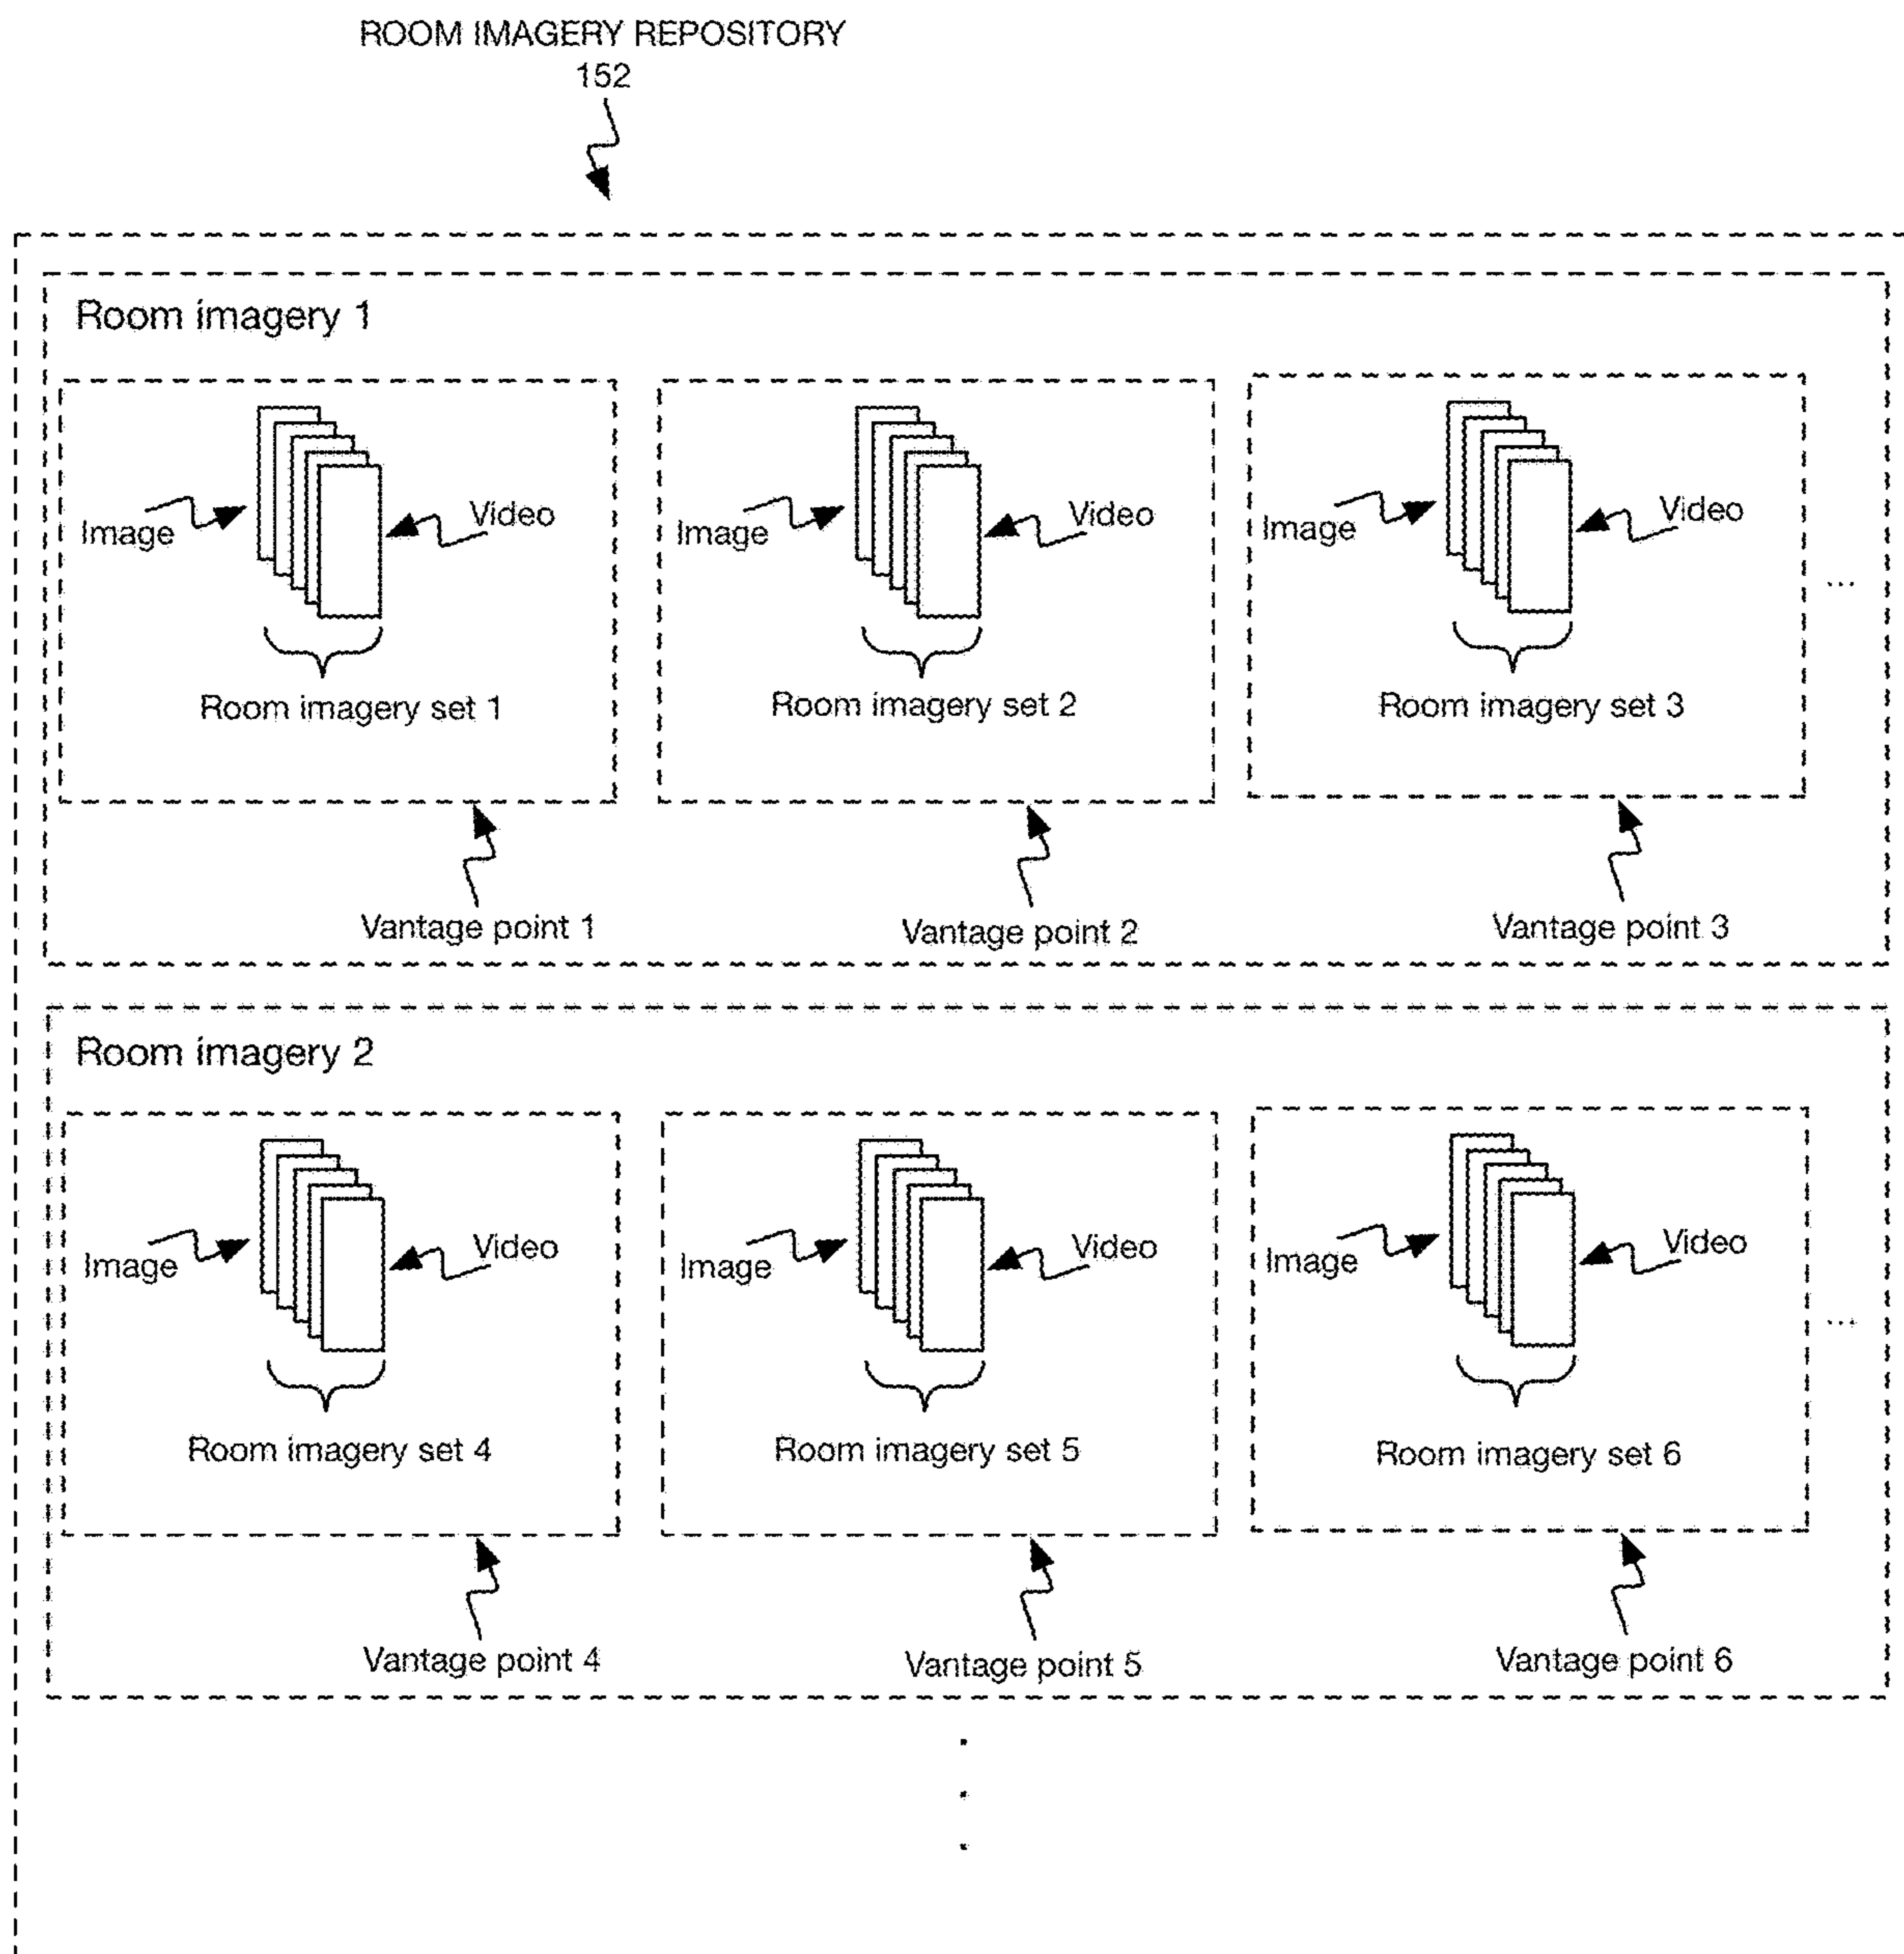 ROOM IMAGERY REPOSITORY
152
Room imagery 1
Image
Video
Room imagery set 1
Vantage point 1
Image
Video
Room imagery set 2
Vantage point 2
Image
Video
Room imagery set 3
Vantage point 3
...
Room imagery 2
Image
Video
Room imagery set 4
Vantage point 4
Image
Video
Room imagery set 5
Vantage point 5
Image
Video
Room imagery set 6
Vantage point 6
...